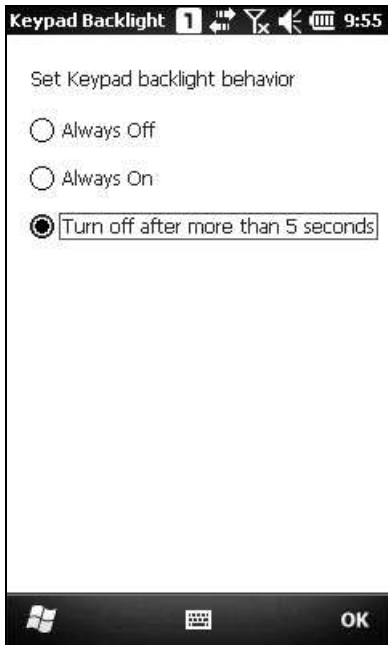 Keypad Backlight 1 9:55
Set Keypad backlight behavior
Always Off
Always On
Turn off after more than 5 seconds
OK